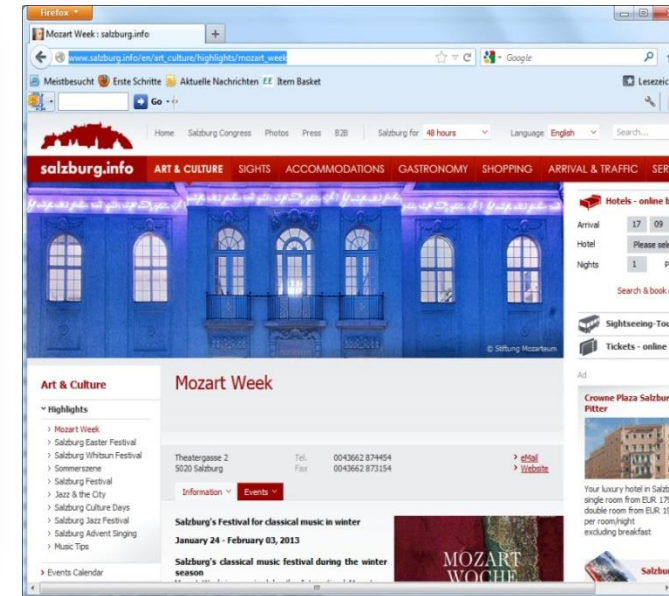 Firefox
Mozart Week : salzburg.info
www.salzburg.info/en/art_culture/highlights/mozart_week
Google
Meistbesucht Erste Schritte Aktuelle Nachrichten Item Basket
Lesezeic
Go
Home Salzburg Congress Photos Press B2B Salzburg for 48 hours Language English Search...
salzburg.info ART & CULTURE SIGHTS ACCOMMODATIONS GASTRONOMY SHOPPING ARRIVAL & TRAFFIC SER
© Stiftung Mozarteum
Hotels - online b
Arrival 17 09
Hotel Please sele
Nights 1 P
Search & book
Sightseeing-Tou
Tickets - online
Art & Culture
Highlights
Mozart Week
Salzburg Easter Festival
Salzburg Whitsun Festival
Sommerszene
Salzburg Festival
Jazz & the City
Salzburg Culture Days
Salzburg Jazz Festival
Salzburg Advent Singing
Music Tips
Events Calendar
Mozart Week
Theatergasse 2 Tel. 0043662 874454 eMail
5020 Salzburg Fax 0043662 873154 Website
Information Events
Salzburg's Festival for classical music in winter
January 24 - February 03, 2013
Salzburg's classical music festival during the winter
season
MOZART
WOCHE
Ad
Crowne Plaza Salzbur
Pitter
Your luxury hotel in Salzb
single room from EUR 179
double room from EUR 19
per room/night
excluding breakfast
Salzbur